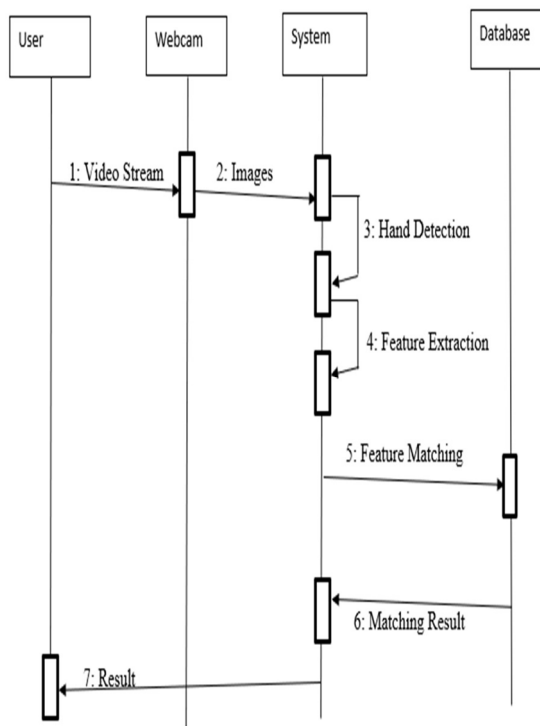 User
Webcam
System
Database
1: Video Stream
2: Images
3: Hand Detection
4: Feature Extraction
5: Feature Matching
6: Matching Result
7: Result